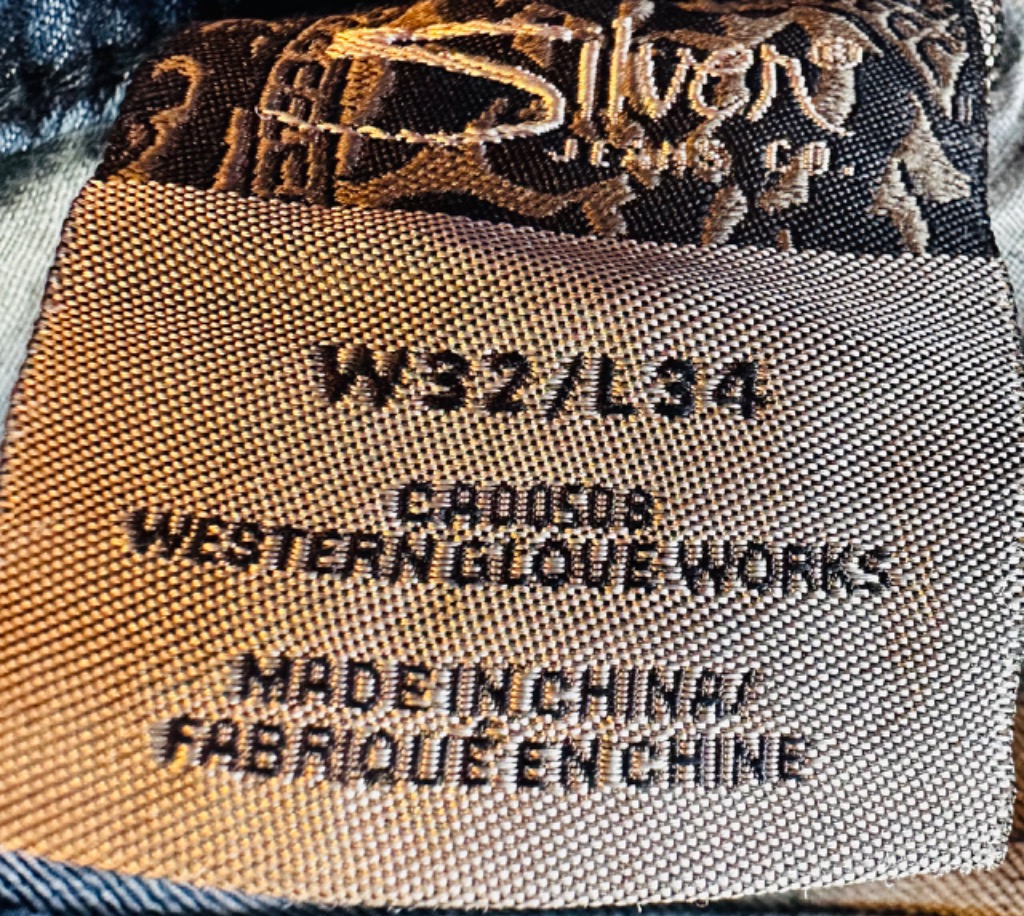 Silver®
JEANS CO.
W32/L34
CA00508
WESTERN GLOVE WORKS
MADE IN CHINA/
FABRIQUÉ EN CHINE